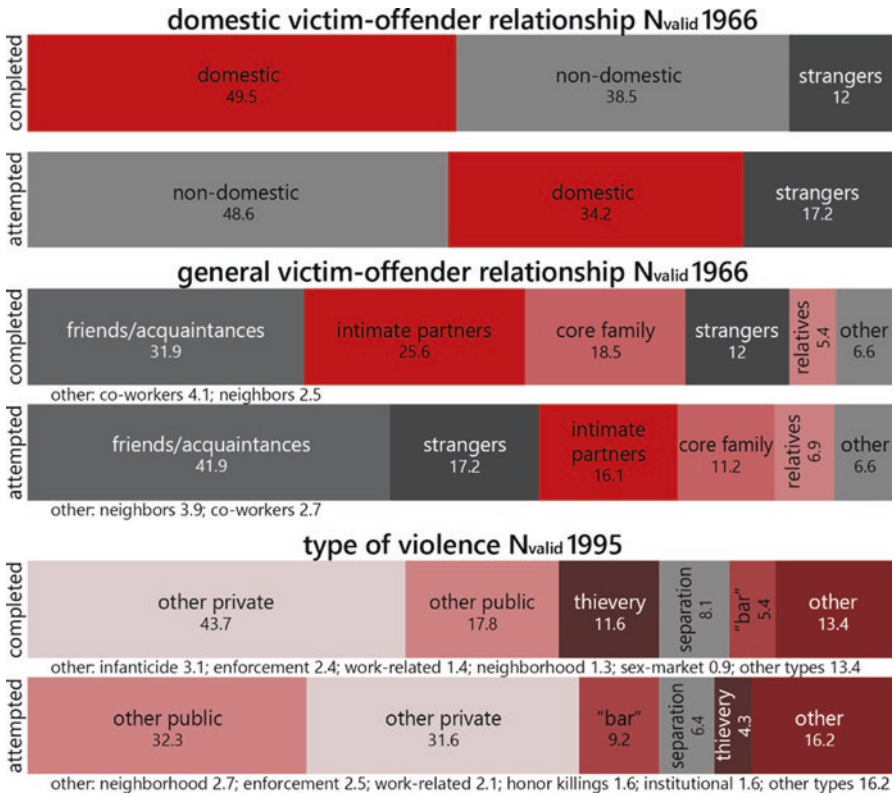 domestic victim-offender relationship Nvalid 1966
completed
domestic
49.5
non-domestic
38.5
strangers
12
attempted
non-domestic
48.6
domestic
34.2
strangers
17.2
general victim-offender relationship Nvalid 1966
completed
friends/acquaintances
31.9
intimate partners
25.6
core family
18.5
strangers
12
relatives
5.4
other
6.6
other: co-workers 4.1; neighbors 2.5
attempted
friends/acquaintances
41.9
strangers
17.2
intimate
partners
16.1
core family
11.2
relatives
6.9
other
6.6
other: neighbors 3.9; co-workers 2.7
type of violence Nvalid 1995
completed
other private
43.7
other public
17.8
thievery
11.6
separation
8.1
“bar”
5.4
other
13.4
other: infanticide 3.1; enforcement 2.4; work-related 1.4; neighborhood 1.3; sex-market 0.9; other types 13.4
attempted
other public
32.3
other private
31.6
“bar”
9.2
separation
6.4
thievery
4.3
other
16.2
other: neighborhood 2.7; enforcement 2.5; work-related 2.1; honor killings 1.6; institutional 1.6; other types 16.2